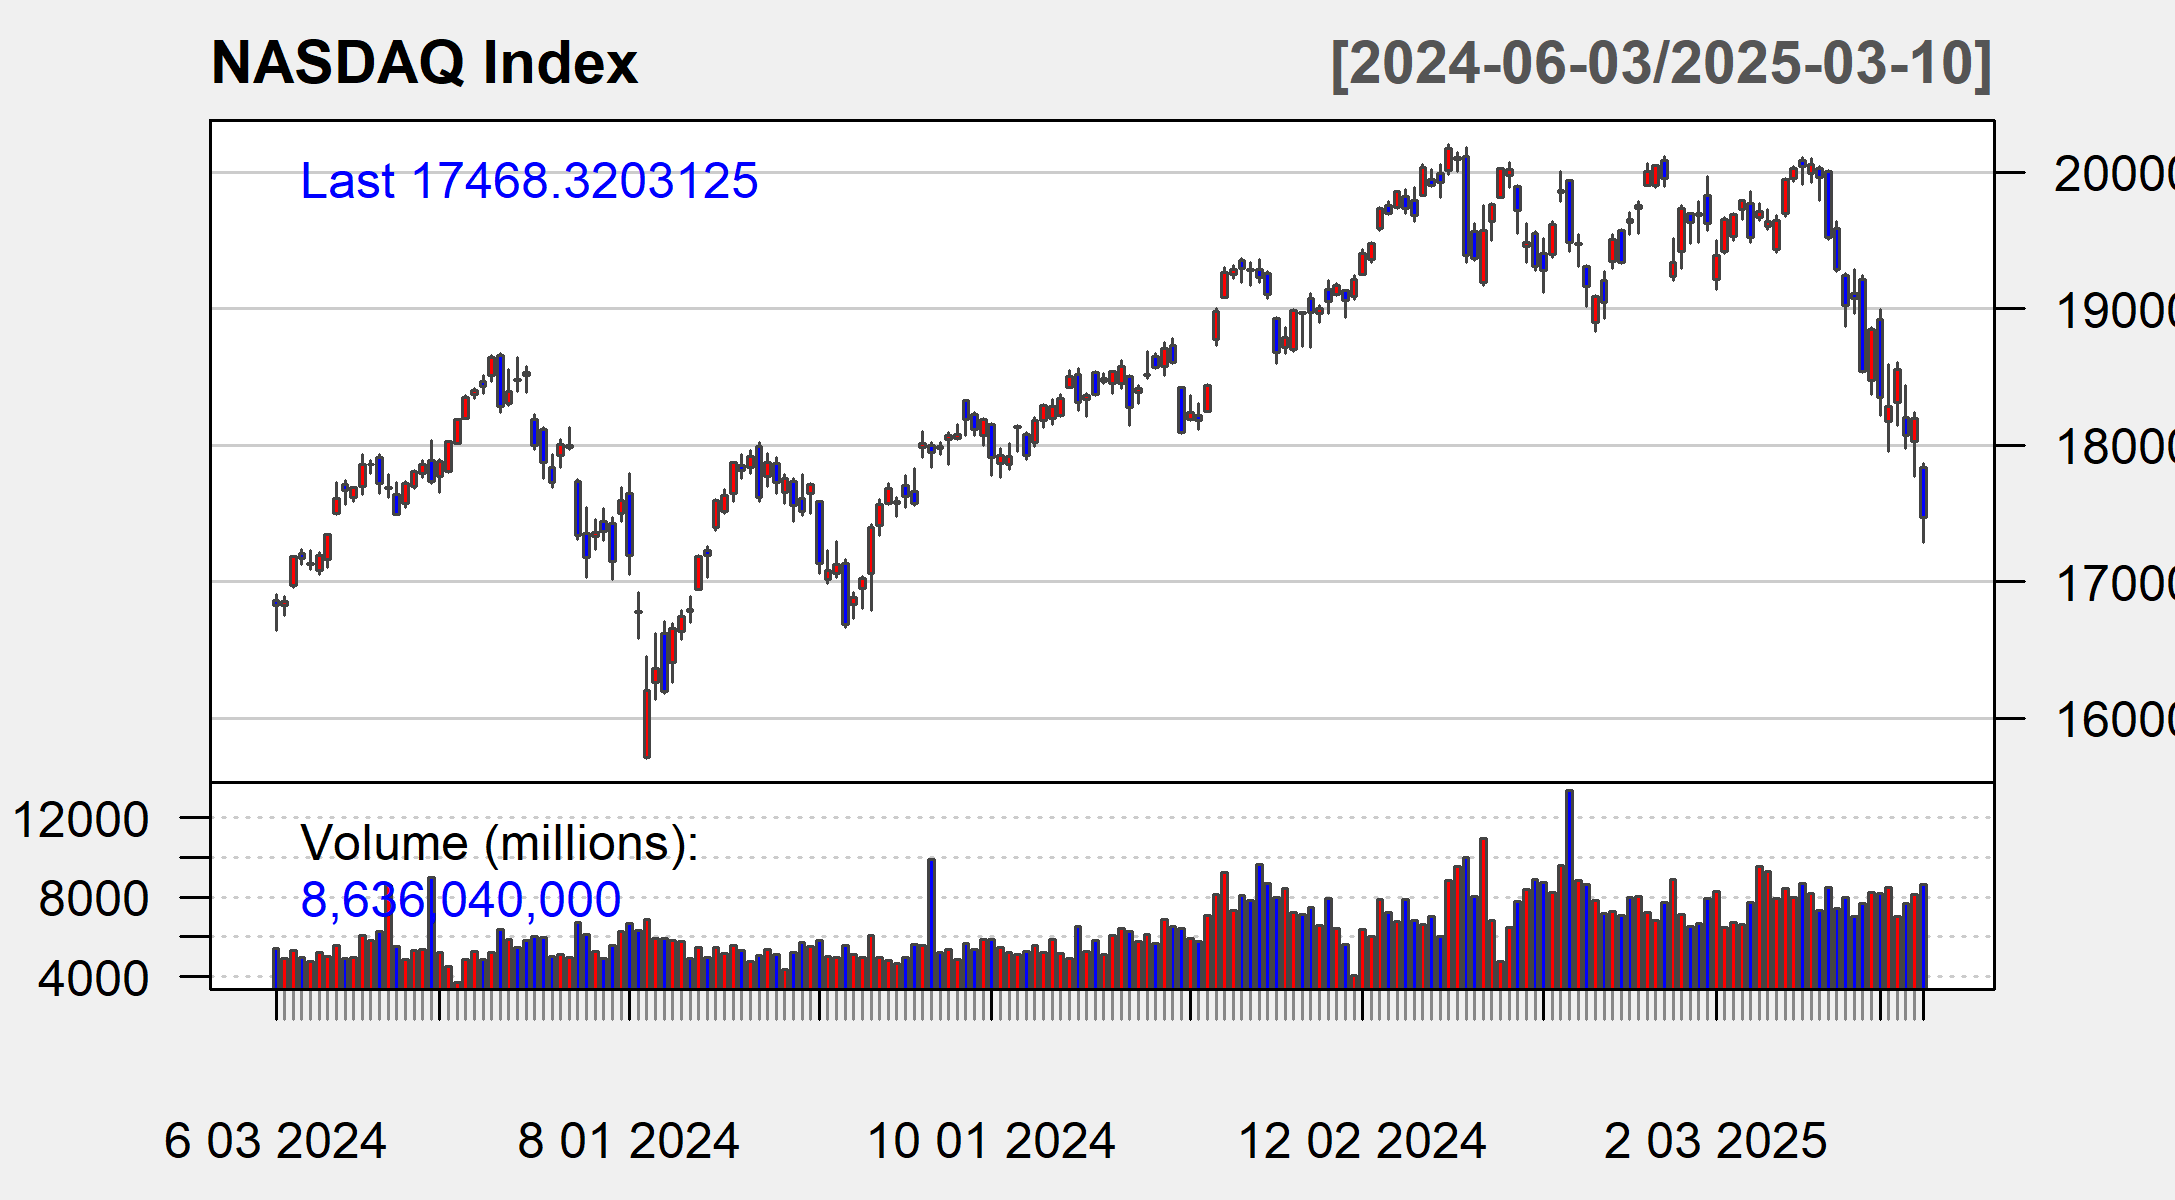 NASDAQ Index
[2024-06-03/2025-03-10]
Last 17468.3203125
20000
19000
18000
17000
16000
Volume (millions):
8,636,040,000
12000
8000
4000
6 03 2024
8 01 2024
10 01 2024
12 02 2024
2 03 2025